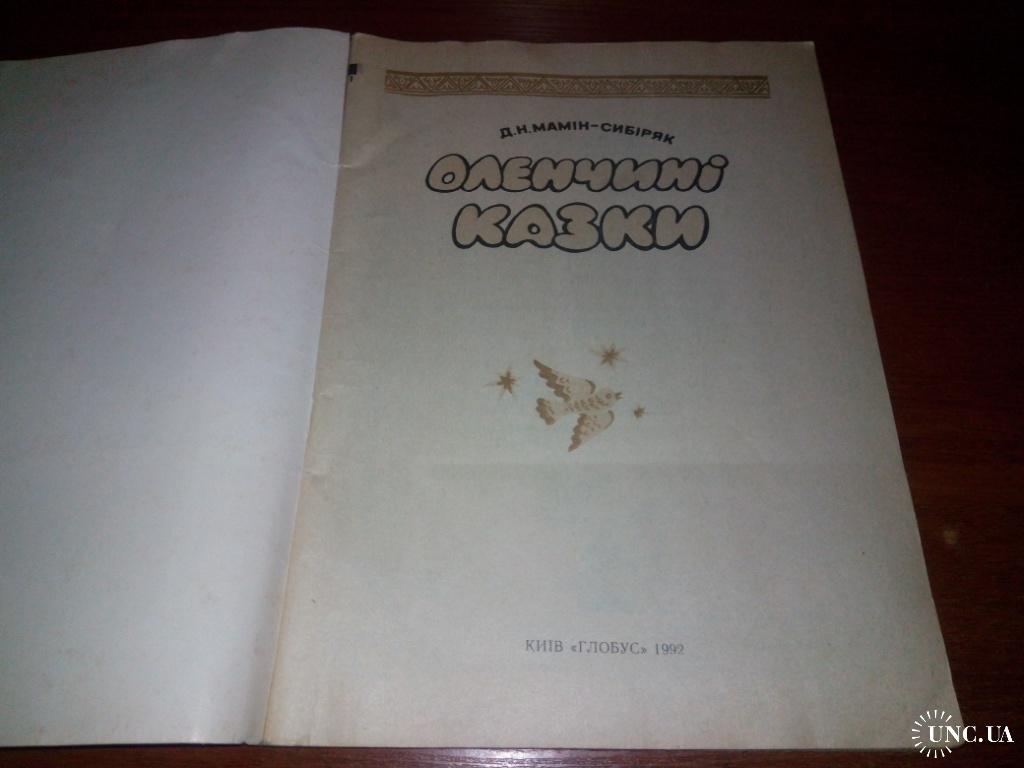 Д.Н.МАМІН-СИБІРЯК
ОЛЕНЧИНІ
КАЗКИ
КИЇВ «ГЛОБУС» 1992
UNC.UA